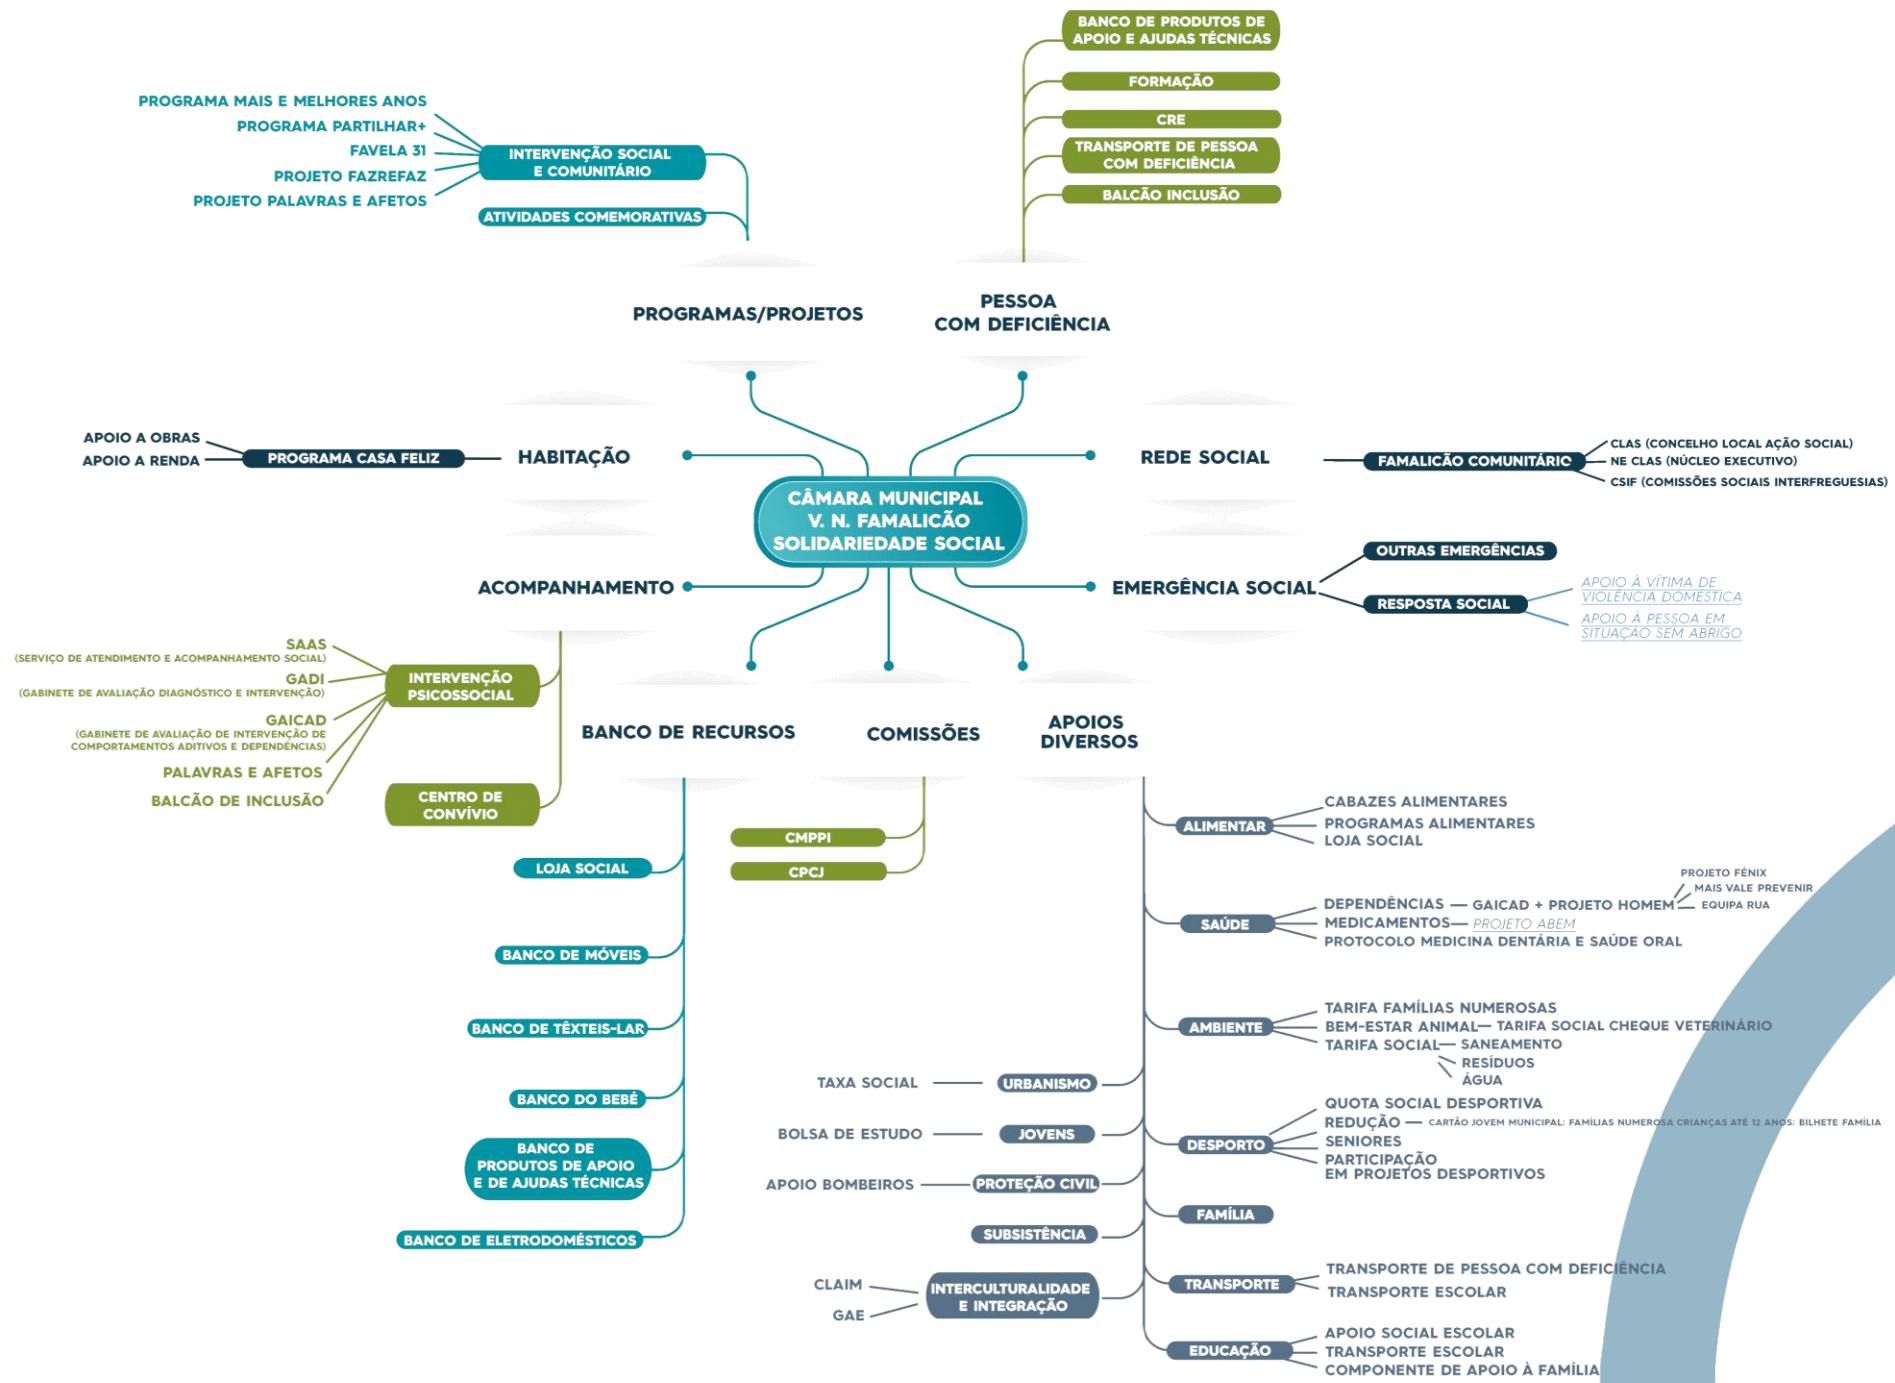 BANCO DE PRODUTOS DE
APOIO E AJUDAS TÉCNICAS
FORMAÇÃO
CRE
TRANSPORTE DE PESSOA
COM DEFICIÊNCIA
BALCÃO INCLUSÃO
PESSOA
COM DEFICIÊNCIA
PROGRAMA MAIS E MELHORES ANOS
PROGRAMA PARTILHAR+
FAVELA 31
PROJETO FAZREFAZ
PROJETO PALAVRAS E AFETOS
INTERVENÇÃO SOCIAL
E COMUNITÁRIO
ATIVIDADES COMEMORATIVAS
PROGRAMAS/PROJETOS
APOIO A OBRAS
APOIO A RENDA
PROGRAMA CASA FELIZ
HABITAÇÃO
REDE SOCIAL
FAMALICÃO COMUNITÁRIO
CLAS (CONCELHO LOCAL AÇÃO SOCIAL)
NE CLAS (NÚCLEO EXECUTIVO)
CSIF (COMISSÕES SOCIAIS INTERFREGUESIAS)
CÂMARA MUNICIPAL
V. N. FAMALICÃO
SOLIDARIEDADE SOCIAL
ACOMPANHAMENTO
EMERGÊNCIA SOCIAL
OUTRAS EMERGÊNCIAS
RESPOSTA SOCIAL
APOIO À VÍTIMA DE
VIOLÊNCIA DOMÉSTICA
APOIO À PESSOA EM
SITUAÇÃO SEM ABRIGO
SAAS
(SERVIÇO DE ATENDIMENTO E ACOMPANHAMENTO SOCIAL)
GADI
(GABINETE DE AVALIAÇÃO DIAGNÓSTICO E INTERVENÇÃO)
GAICAD
(GABINETE DE AVALIAÇÃO DE INTERVENÇÃO DE
COMPORTAMENTOS ADITIVOS E DEPENDÊNCIAS)
PALAVRAS E AFETOS
BALCÃO DE INCLUSÃO
INTERVENÇÃO
PSICOSSOCIAL
CENTRO DE
CONVÍVIO
BANCO DE RECURSOS
LOJA SOCIAL
BANCO DE MÓVEIS
BANCO DE TÊXTEIS-LAR
BANCO DO BEBÉ
BANCO DE
PRODUTOS DE APOIO
E DE AJUDAS TÉCNICAS
BANCO DE ELETRODOMÉSTICOS
COMISSÕES
CMPPI
CPCJ
APOIOS
DIVERSOS
ALIMENTAR
CABAZES ALIMENTARES
PROGRAMAS ALIMENTARES
LOJA SOCIAL
SAÚDE
DEPENDÊNCIAS
GAICAD + PROJETO HOMEM
PROJETO FÉNIX
MAIS VALE PREVENIR
EQUIPA RUA
MEDICAMENTOS
PROJETO ABEM
PROTOCOLO MEDICINA DENTÁRIA E SAÚDE ORAL
AMBIENTE
TARIFA FAMÍLIAS NUMEROSAS
BEM-ESTAR ANIMAL
TARIFA SOCIAL CHEQUE VETERINÁRIO
TARIFA SOCIAL
SANEAMENTO
RESÍDUOS
ÁGUA
DESPORTO
QUOTA SOCIAL DESPORTIVA
REDUÇÃO
CARTÃO JOVEM MUNICIPAL: FAMÍLIAS NUMEROSA CRIANÇAS ATÉ 12 ANOS: BILHETE FAMÍLIA
SENIORES
PARTICIPAÇÃO
EM PROJETOS DESPORTIVOS
FAMÍLIA
TRANSPORTE
TRANSPORTE DE PESSOA COM DEFICIÊNCIA
TRANSPORTE ESCOLAR
EDUCAÇÃO
APOIO SOCIAL ESCOLAR
TRANSPORTE ESCOLAR
COMPONENTE DE APOIO À FAMÍLIA
TAXA SOCIAL
URBANISMO
BOLSA DE ESTUDO
JOVENS
APOIO BOMBEIROS
PROTEÇÃO CIVIL
SUBSISTÊNCIA
CLAIM
GAE
INTERCULTURALIDADE
E INTEGRAÇÃO